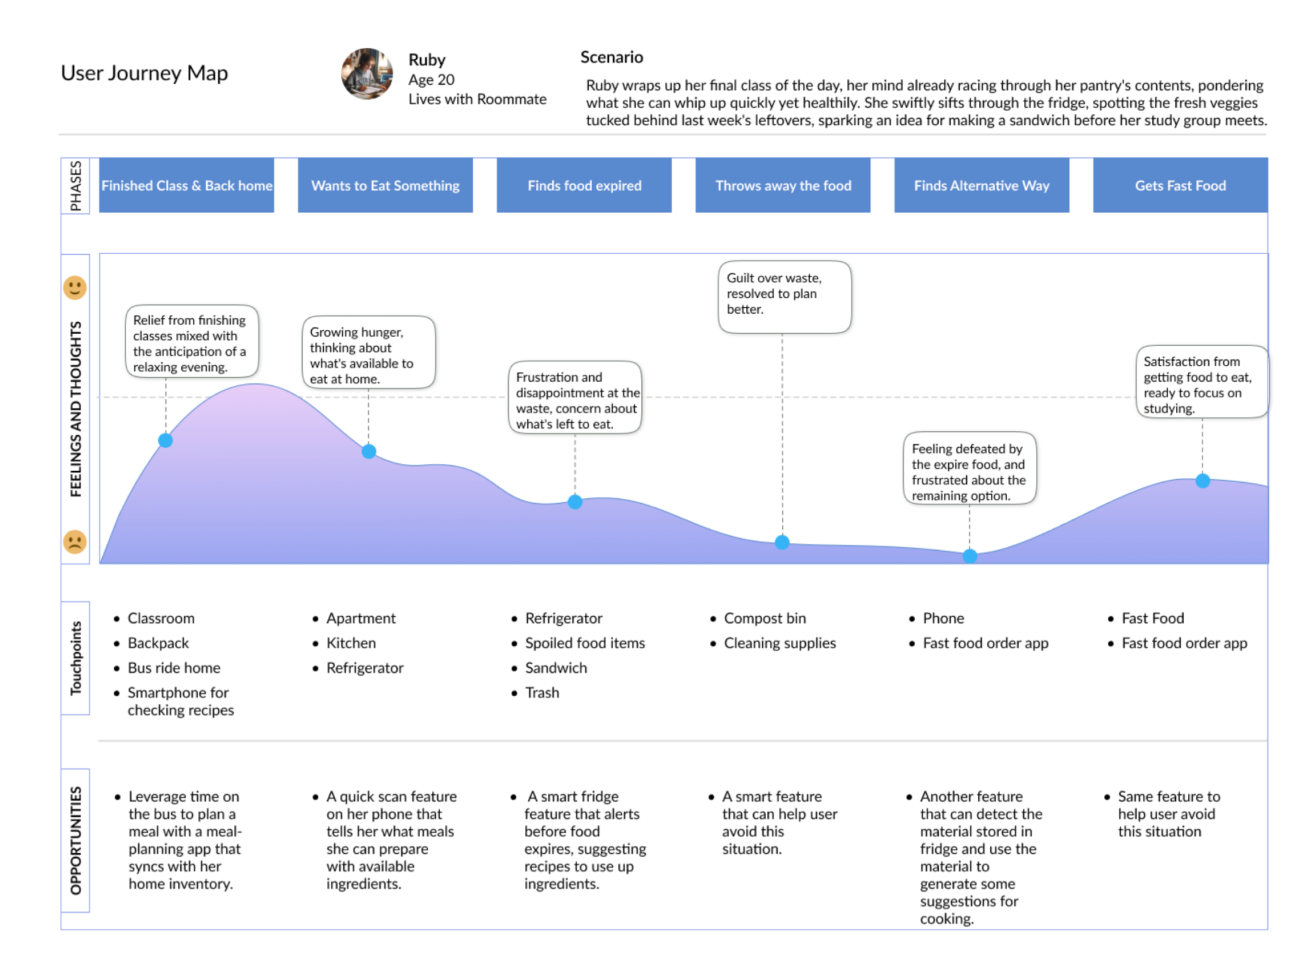 User Journey Map
Ruby
Age 20
Lives with Roommate
Scenario
Ruby wraps up her final class of the day, her mind already racing through her pantry's contents, pondering
what she can whip up quickly yet healthily. She swiftly sifts through the fridge, spotting the fresh veggies
tucked behind last week's leftovers, sparking an idea for making a sandwich before her study group meets.
PHASES
Finished Class & Back home
Wants to Eat Something
Finds food expired
Throws away the food
Finds Alternative Way
Gets Fast Food
FEELINGS AND THOUGHTS
Relief from finishing
classes mixed with
the anticipation of a
relaxing evening.
Growing hunger,
thinking about
what's available to
eat at home.
Frustration and
disappointment at the
waste, concern about
what's left to eat.
Guilt over waste,
resolved to plan
better.
Feeling defeated by
the expire food, and
frustrated about the
remaining option.
Satisfaction from
getting food to eat,
ready to focus on
studying.
Touchpoints
• Classroom
• Backpack
• Bus ride home
• Smartphone for
checking recipes
• Apartment
• Kitchen
• Refrigerator
• Refrigerator
• Spoiled food items
• Sandwich
• Trash
• Compost bin
• Cleaning supplies
• Phone
• Fast food order app
• Fast Food
• Fast food order app
OPPORTUNITIES
• Leverage time on
the bus to plan a
meal with a meal-
planning app that
syncs with her
home inventory.
• A quick scan feature
on her phone that
tells her what meals
she can prepare
with available
ingredients.
• A smart fridge
feature that alerts
before food
expires, suggesting
recipes to use up
ingredients.
• A smart feature
that can help user
avoid this
situation.
• Another feature
that can detect the
material stored in
fridge and use the
material to
generate some
suggestions for
cooking.
• Same feature to
help user avoid
this situation